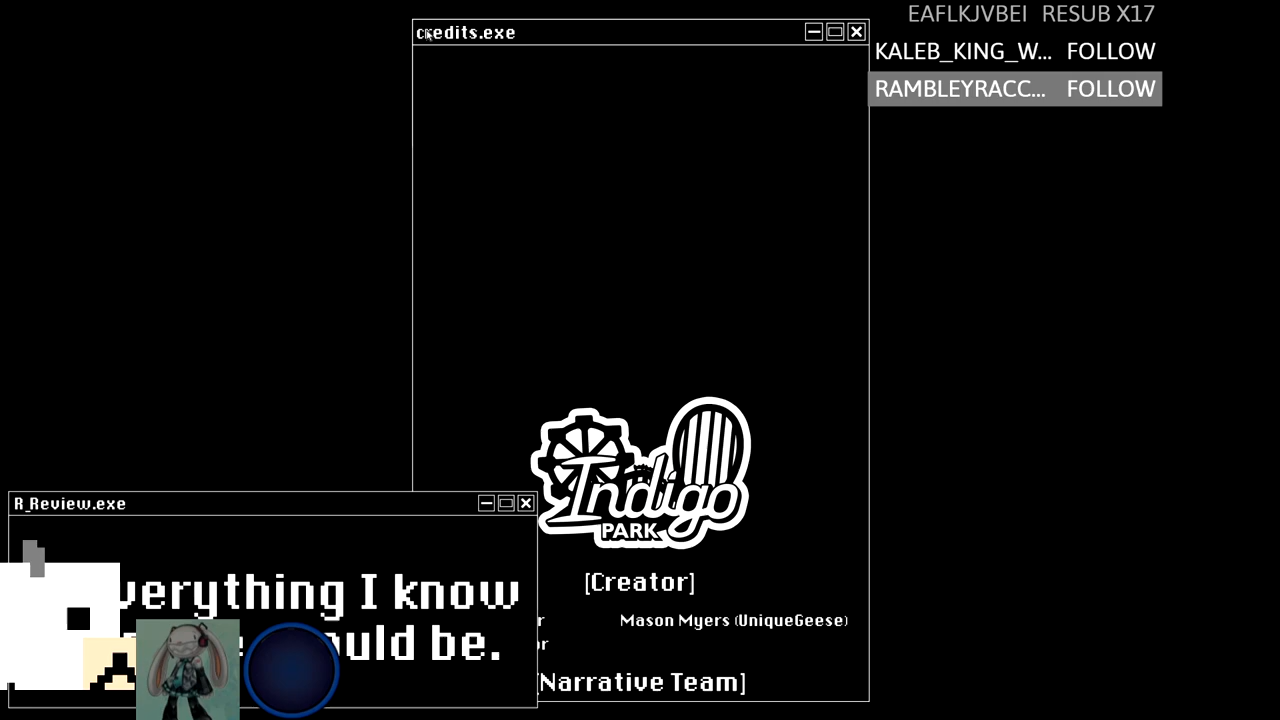 EAFLKJVBEI RESUB X17
KALEB_KING_W... FOLLOW
RAMBLEYRACC... FOLLOW
credits.exe
Indigo
PARK
[Creator]
Mason Myers (UniqueGeese)
[Narrative Team]
R_Review.exe
verything I know
uld be.